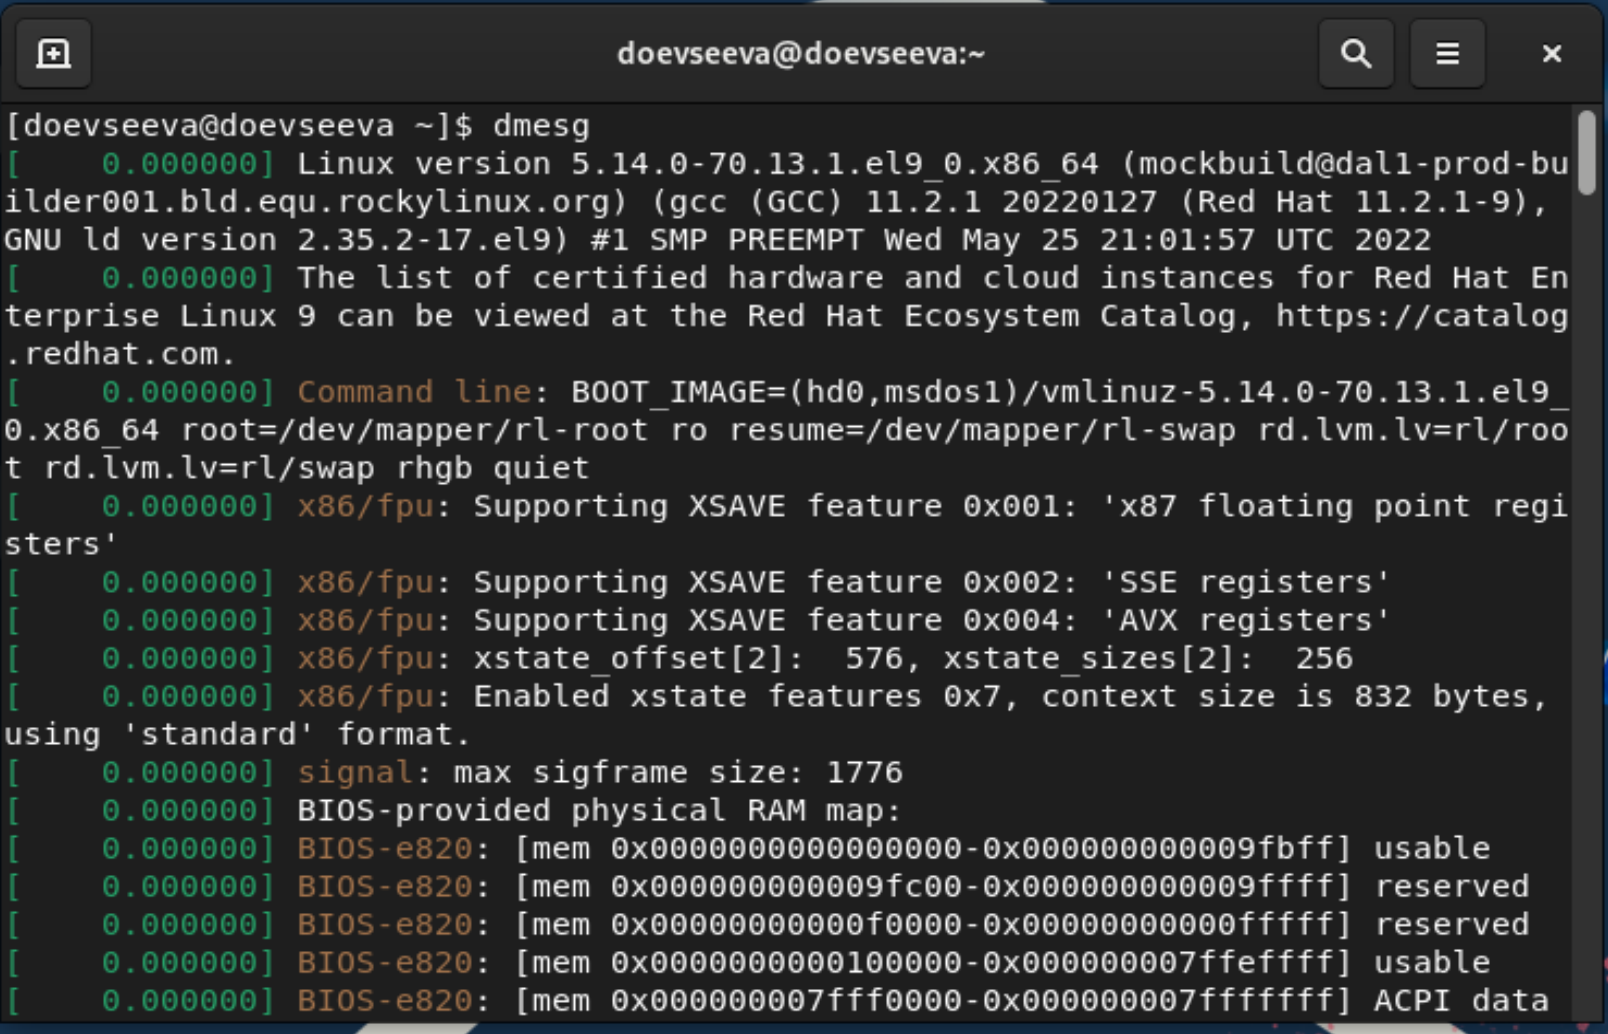 doevseeva@doevseeva:~
[doevseeva@doevseeva ~]$ dmesg
[    0.000000] Linux version 5.14.0-70.13.1.el9_0.x86_64 (mockbuild@dal1-prod-bu
ilder001.bld.equ.rockylinux.org) (gcc (GCC) 11.2.1 20220127 (Red Hat 11.2.1-9),
GNU ld version 2.35.2-17.el9) #1 SMP PREEMPT Wed May 25 21:01:57 UTC 2022
[    0.000000] The list of certified hardware and cloud instances for Red Hat En
terprise Linux 9 can be viewed at the Red Hat Ecosystem Catalog, https://catalog
.redhat.com.
[    0.000000] Command line: BOOT_IMAGE=(hd0,msdos1)/vmlinuz-5.14.0-70.13.1.el9_
0.x86_64 root=/dev/mapper/rl-root ro resume=/dev/mapper/rl-swap rd.lvm.lv=rl/roo
t rd.lvm.lv=rl/swap rhgb quiet
[    0.000000] x86/fpu: Supporting XSAVE feature 0x001: 'x87 floating point regi
sters'
[    0.000000] x86/fpu: Supporting XSAVE feature 0x002: 'SSE registers'
[    0.000000] x86/fpu: Supporting XSAVE feature 0x004: 'AVX registers'
[    0.000000] x86/fpu: xstate_offset[2]:  576, xstate_sizes[2]:  256
[    0.000000] x86/fpu: Enabled xstate features 0x7, context size is 832 bytes,
using 'standard' format.
[    0.000000] signal: max sigframe size: 1776
[    0.000000] BIOS-provided physical RAM map:
[    0.000000] BIOS-e820: [mem 0x0000000000000000-0x000000000009fbff] usable
[    0.000000] BIOS-e820: [mem 0x000000000009fc00-0x000000000009ffff] reserved
[    0.000000] BIOS-e820: [mem 0x00000000000f0000-0x00000000000fffff] reserved
[    0.000000] BIOS-e820: [mem 0x0000000000100000-0x000000007ffeffff] usable
[    0.000000] BIOS-e820: [mem 0x000000007fff0000-0x000000007fffffff] ACPI data